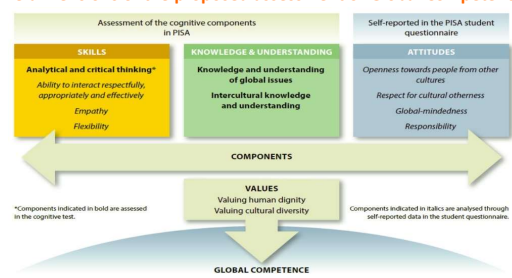 Assessment of the cognitive components
in PISA
Self-reported in the PISA student
questionnaire
SKILLS
Analytical and critical thinking*
Ability to interact respectfully,
appropriately and effectively
Empathy
Flexibility
KNOWLEDGE & UNDERSTANDING
Knowledge and understanding
of global issues
Intercultural knowledge
and understanding
ATTITUDES
Openness towards people from other
cultures
Respect for cultural otherness
Global-mindedness
Responsibility
COMPONENTS
VALUES
Valuing human dignity
Valuing cultural diversity
*Components indicated in bold are assessed
in the cognitive test.
Components indicated in italics are analysed through
self-reported data in the student questionnaire.
GLOBAL COMPETENCE